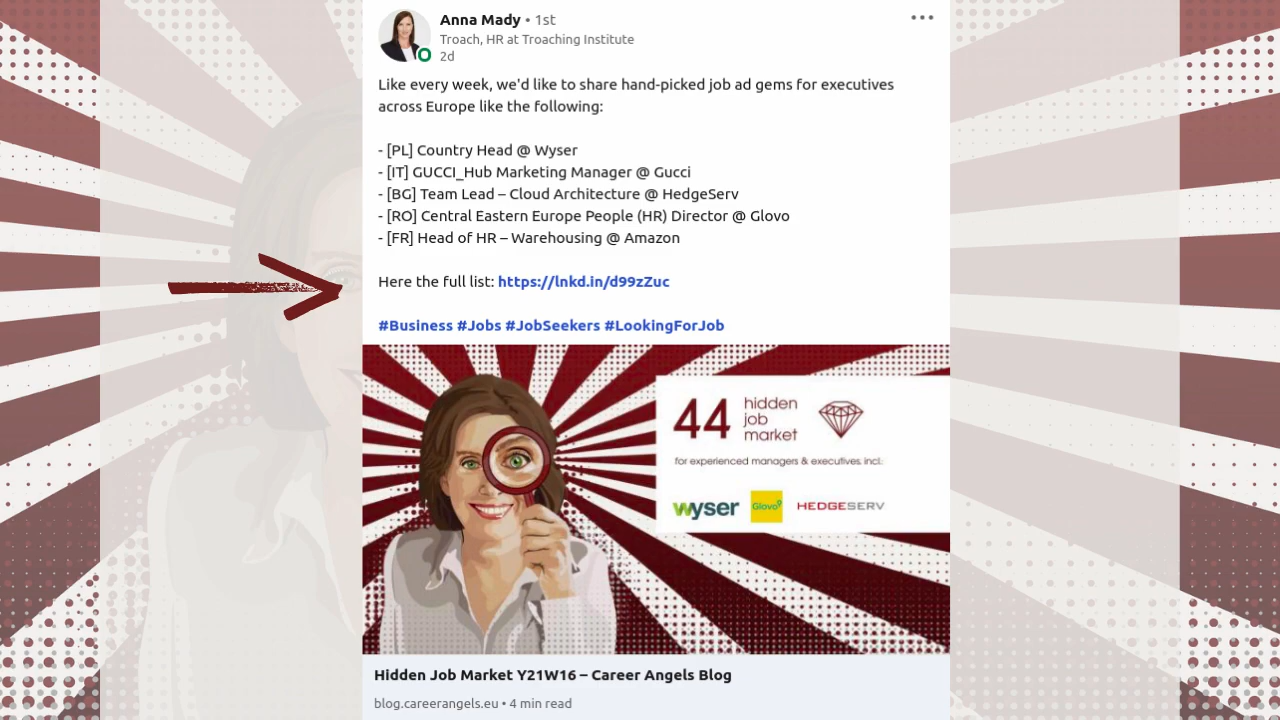 Anna Mady • 1st
Troach, HR at Troaching Institute
2d
Like every week, we'd like to share hand-picked job ad gems for executives
across Europe like the following:
- [PL] Country Head @ Wyser
- [IT] GUCCI_Hub Marketing Manager @ Gucci
- [BG] Team Lead – Cloud Architecture @ HedgeServ
- [RO] Central Eastern Europe People (HR) Director @ Glovo
- [FR] Head of HR – Warehousing @ Amazon
Here the full list: https://lnkd.in/d99zZuc
#Business #Jobs #JobSeekers #LookingForJob
44 hidden
job
market
for experienced managers & executives, incl.:
wyser Glovo HEDGESERV
Hidden Job Market Y21W16 – Career Angels Blog
blog.careerangels.eu • 4 min read